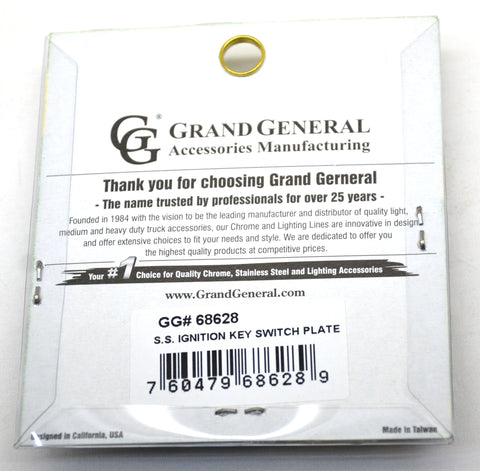 GG®
GRAND GENERAL
Accessories Manufacturing
Thank you for choosing Grand Gerneral
- The name trusted by professionals for over 25 years -
Founded in 1984 with the vision to be the leading manufacturer and distributor of quality light,
medium and heavy duty truck accessories, our Chrome and Lighting Lines are innovative in design
and offer extensive choices to fit your needs and style. We are dedicated to offer you
the highest quality products at competitive prices.
Your #1 Choice for Quality Chrome, Stainless Steel and Lighting Accessories
www.GrandGeneral.com
GG# 68628
S.S. IGNITION KEY SWITCH PLATE
7 60479 68628 9
Designed in California, USA
Made in Taiwan